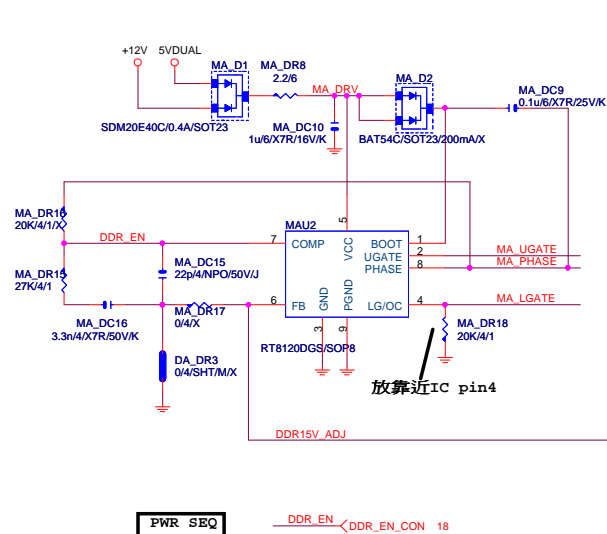 +12V 5VDUAL
MA_D1
MA_DR8
2.2/6
MA_DRV
MA_D2
MA_DC9
0.1u/6/X7R/25V/K
SDM20E40C/0.4A/SOT23
MA_DC10
1u/6/X7R/16V/K
BAT54C/SOT23/200mA/X
MA_DR16
20K/4/1/X
DDR_EN
MAU2
5
7
COMP
VCC
BOOT
1
UGATE
2
MA_UGATE
PHASE
8
MA_PHASE
MA_DC15
22p/4/NPO/50V/J
MA_DR15
27K/4/1
6
FB
GND
PGND
LG/OC
4
MA_LGATE
MA_DC16
3.3n/4/X7R/50V/K
MA_DR17
0/4/X
3
9
MA_DR18
20K/4/1
RT8120DGS/SOP8
DA_DR3
0/4/SHT/M/X
放靠近IC pin4
DDR15V_ADJ
PWR SEQ
DDR_EN
DDR_EN_CON 18